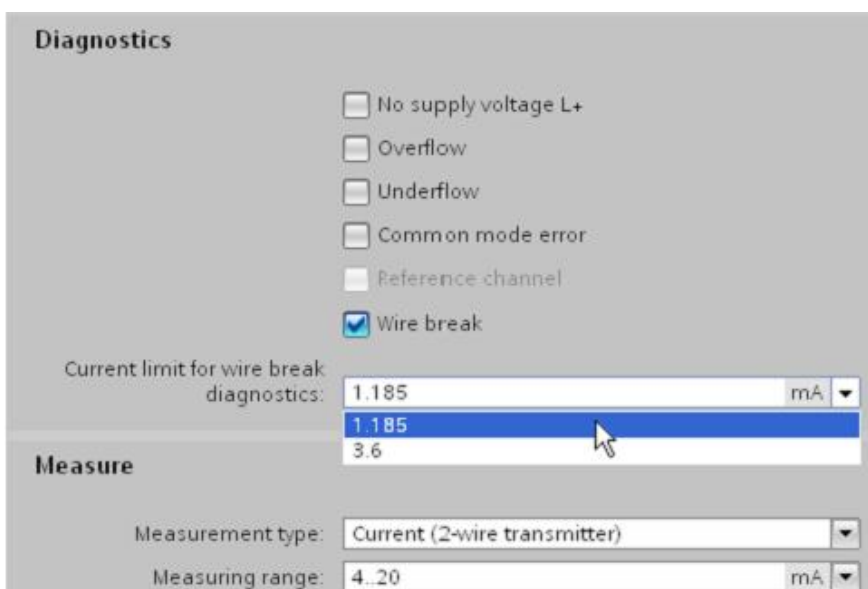 Diagnostics
No supply voltage L+
Overflow
Underflow
Common mode error
Reference channel
Wire break
Current limit for wire break
diagnostics:
1.185 mA
1.185
3.6
Measure
Measurement type: Current (2-wire transmitter)
Measuring range: 4..20 mA